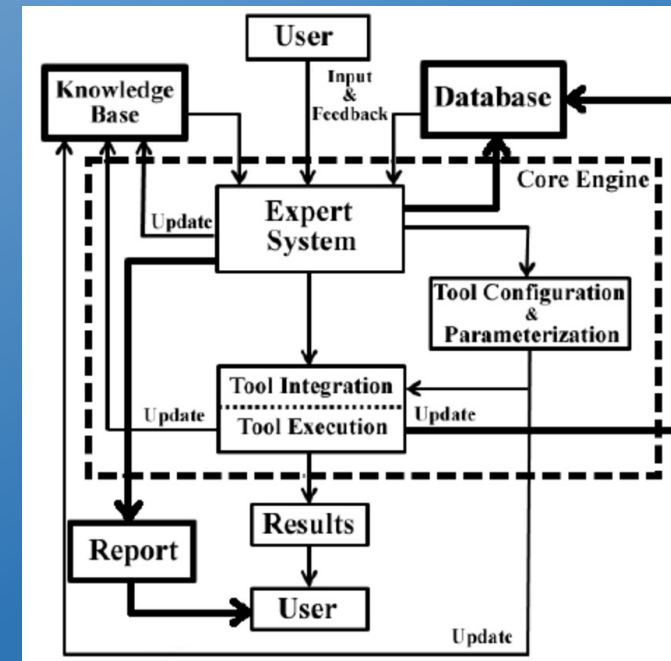 User
Input
&
Feedback
Knowledge
Base
Database
Core Engine
Expert
System
Update
Tool Configuration
&
Parameterization
Tool Integration
Update
Tool Execution
Update
Results
Report
User
Update